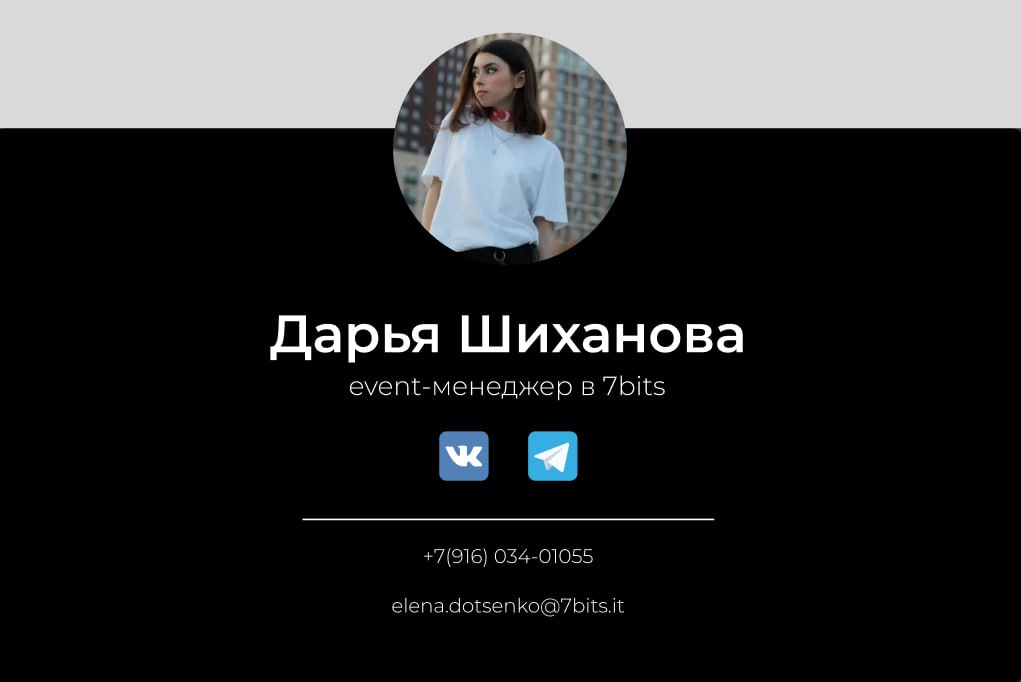 Дарья Шиханова
event-менеджер в 7bits
+7(916) 034-01055
elena.dotsenko@7bits.it